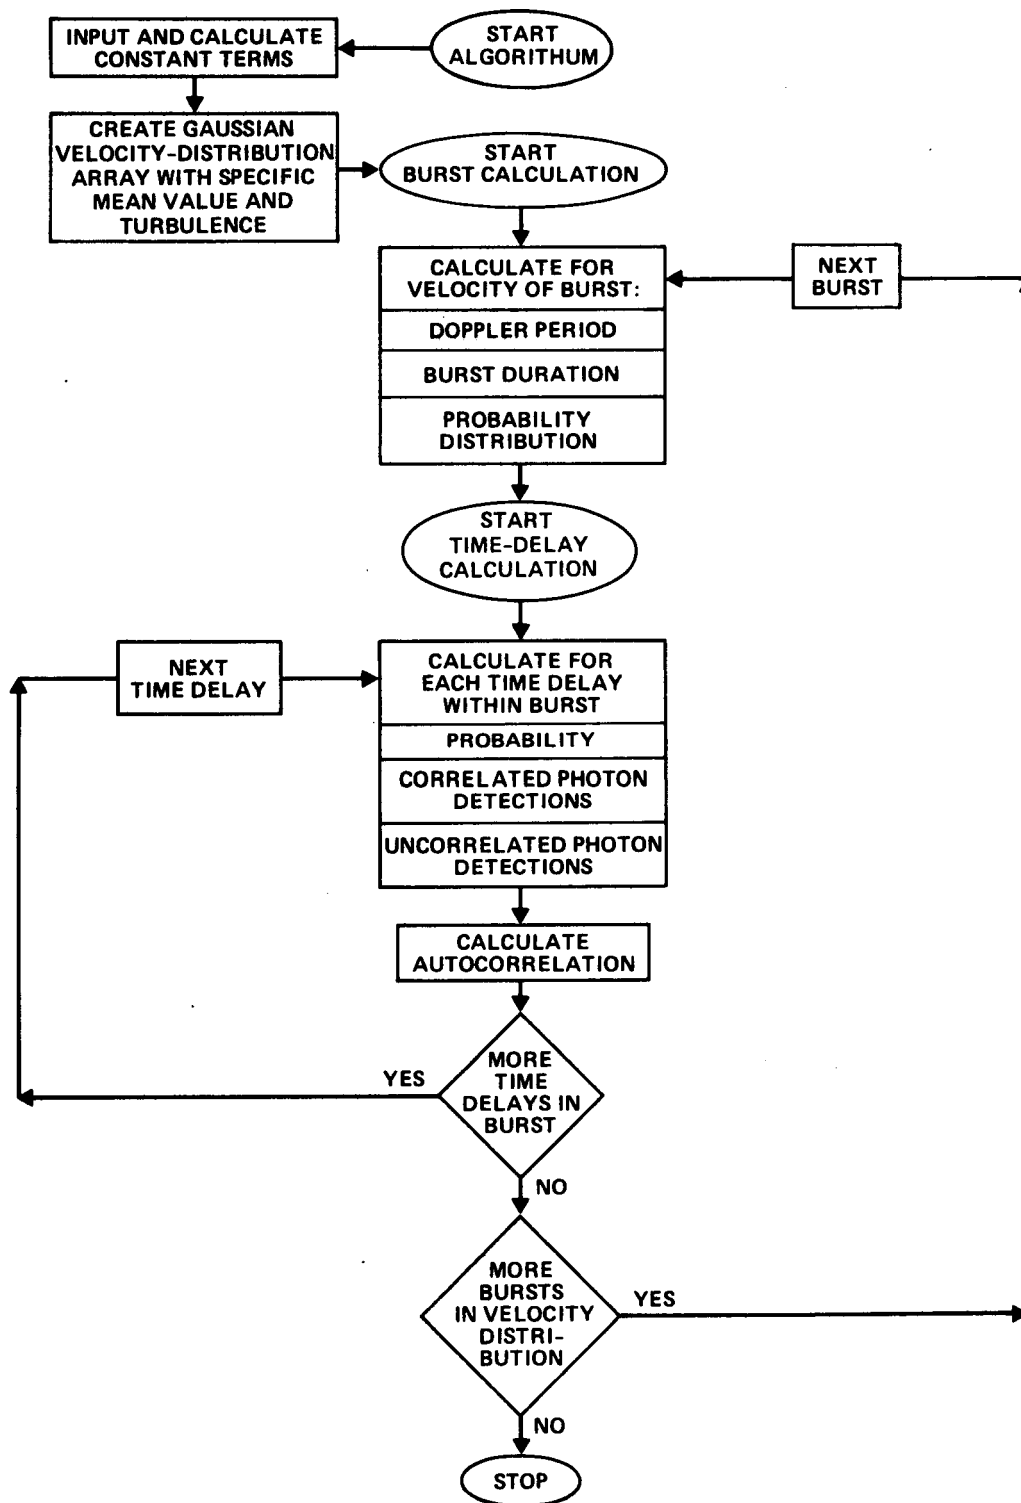 START
ALGORITHUM
INPUT AND CALCULATE
CONSTANT TERMS
CREATE GAUSSIAN
VELOCITY-DISTRIBUTION
ARRAY WITH SPECIFIC
MEAN VALUE AND
TURBULENCE
START
BURST CALCULATION
CALCULATE FOR
VELOCITY OF BURST:
DOPPLER PERIOD
BURST DURATION
PROBABILITY
DISTRIBUTION
NEXT
BURST
START
TIME-DELAY
CALCULATION
NEXT
TIME DELAY
CALCULATE FOR
EACH TIME DELAY
WITHIN BURST
PROBABILITY
CORRELATED PHOTON
DETECTIONS
UNCORRELATED PHOTON
DETECTIONS
CALCULATE
AUTOCORRELATION
MORE
TIME
DELAYS IN
BURST
YES
NO
MORE
BURSTS
IN VELOCITY
DISTRI-
BUTION
YES
NO
STOP